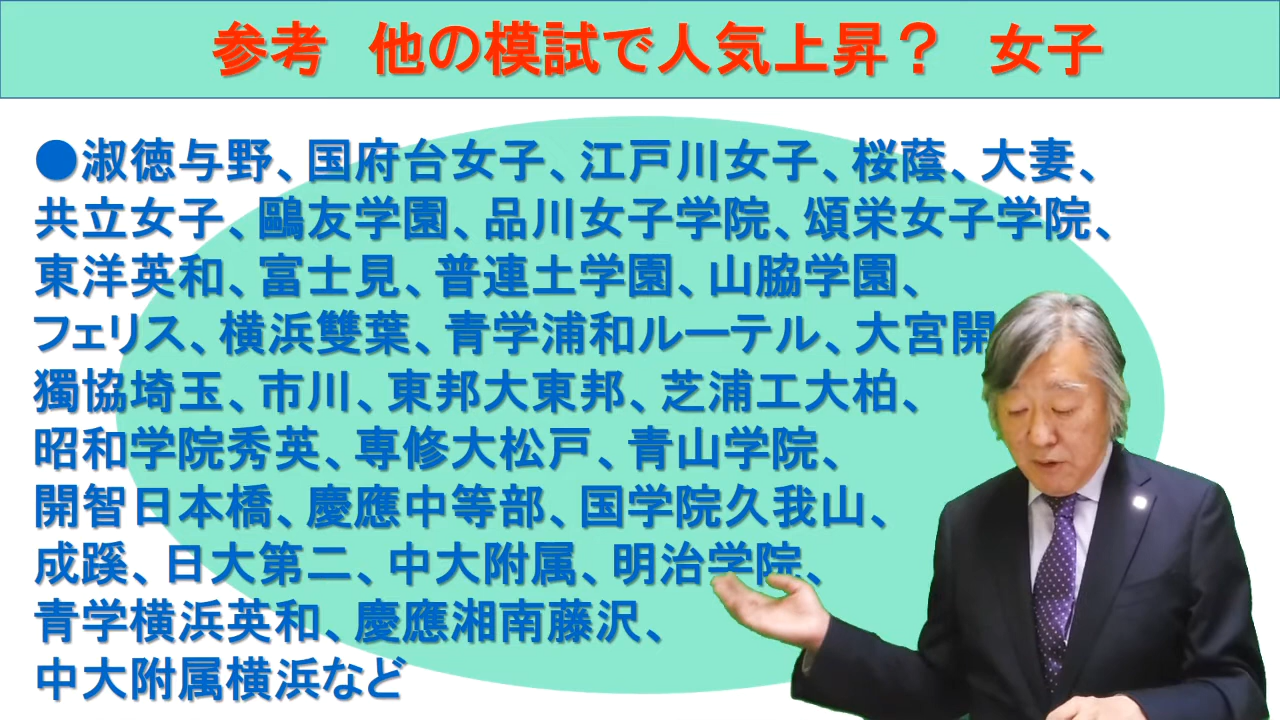 参考　他の模試で人気上昇？　女子
●淑徳与野、国府台女子、江戸川女子、桜蔭、大妻、
共立女子、鷗友学園、品川女子学院、頌栄女子学院、
東洋英和、富士見、普連土学園、山脇学園、
フェリス、横浜雙葉、青学浦和ルーテル、大宮開
獨協埼玉、市川、東邦大東邦、芝浦工大柏、
昭和学院秀英、専修大松戸、青山学院、
開智日本橋、慶應中等部、国学院久我山、
成蹊、日大第二、中大附属、明治学院、
青学横浜英和、慶應湘南藤沢、
中大附属横浜など